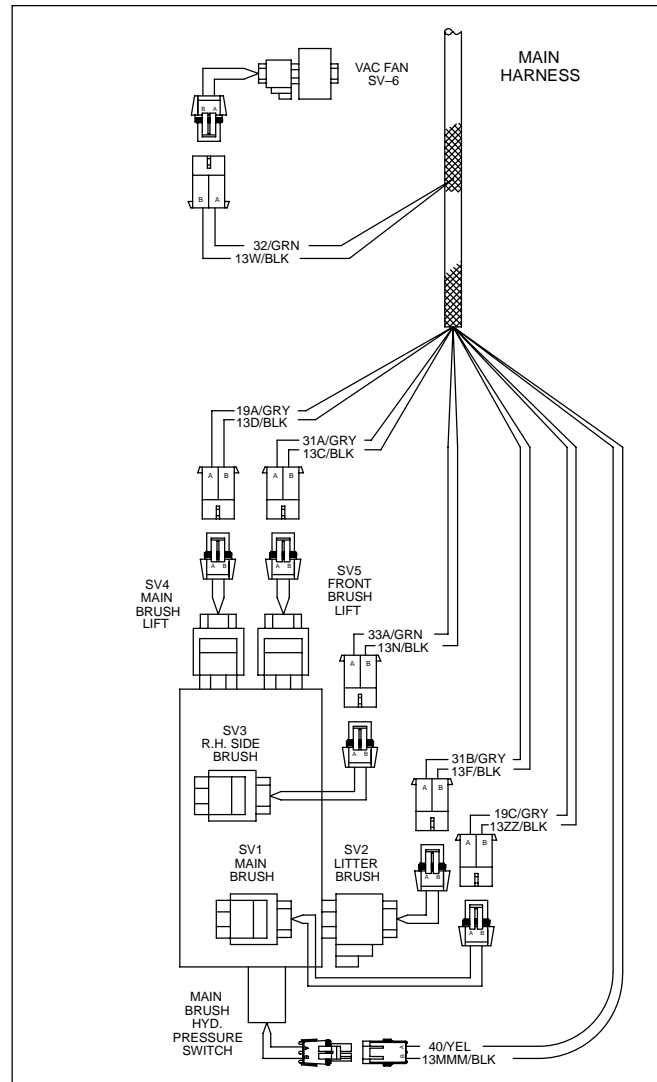 VAC FAN
SV–6
MAIN
HARNESS
B A
B A
32/GRN
13W/BLK
19A/GRY
13D/BLK
31A/GRY
13C/BLK
A B
A B
A B
A B
SV4
MAIN
BRUSH
LIFT
SV5
FRONT
BRUSH
LIFT
33A/GRN
13N/BLK
A B
SV3
R.H. SIDE
BRUSH
A B
31B/GRY
13F/BLK
A B
19C/GRY
13ZZ/BLK
A B
SV1
MAIN
BRUSH
SV2
LITTER
BRUSH
A B
A B
MAIN
BRUSH
HYD.
PRESSURE
SWITCH
A
B
A
B
40/YEL
13MMM/BLK